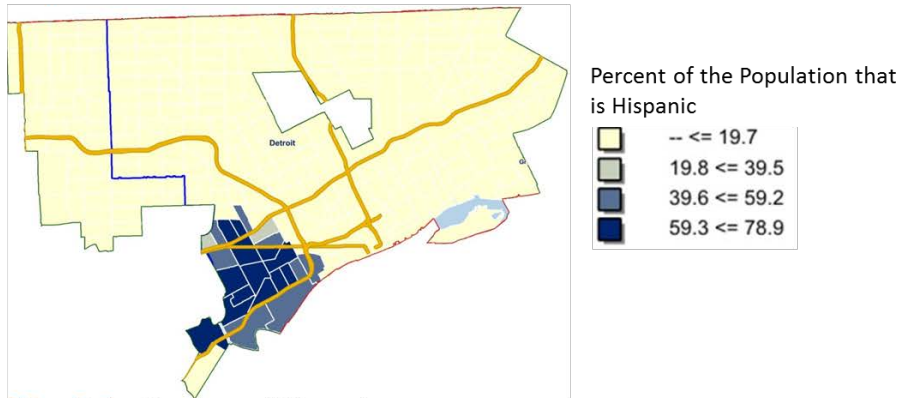 Detroit
G
Percent of the Population that
is Hispanic
-- <= 19.7
19.8 <= 39.5
39.6 <= 59.2
59.3 <= 78.9